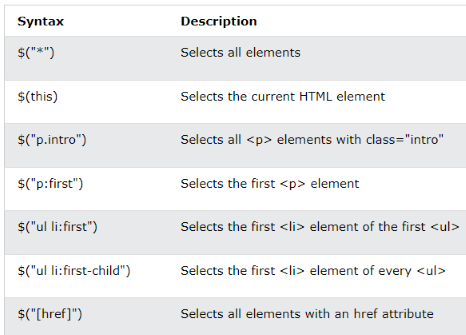 Syntax Description
$("*") Selects all elements
$(this) Selects the current HTML element
$("p.intro") Selects all <p> elements with class="intro"
$("p:first") Selects the first <p> element
$("ul li:first") Selects the first <li> element of the first <ul>
$("ul li:first-child") Selects the first <li> element of every <ul>
$("[href]") Selects all elements with an href attribute